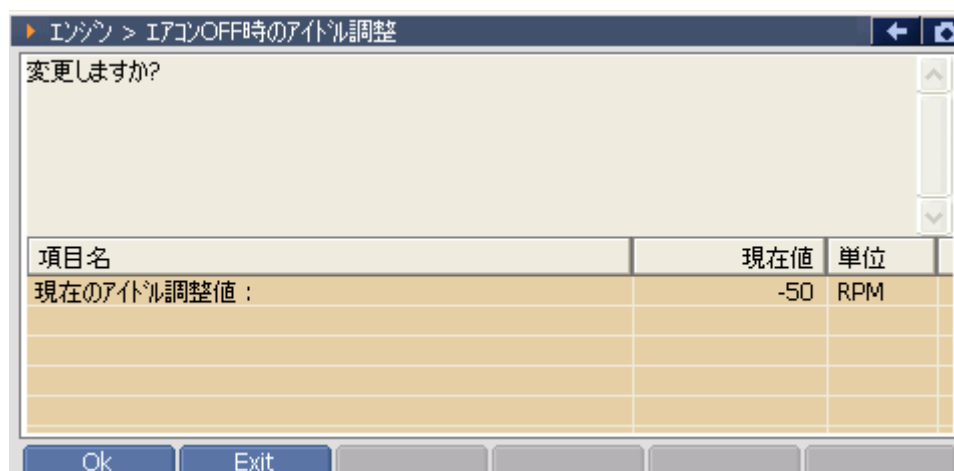 エンジン > エアコンOFF時のアイドル調整
変更しますか?
項目名 現在値 単位
現在のアイドル調整値 : -50 RPM
Ok Exit